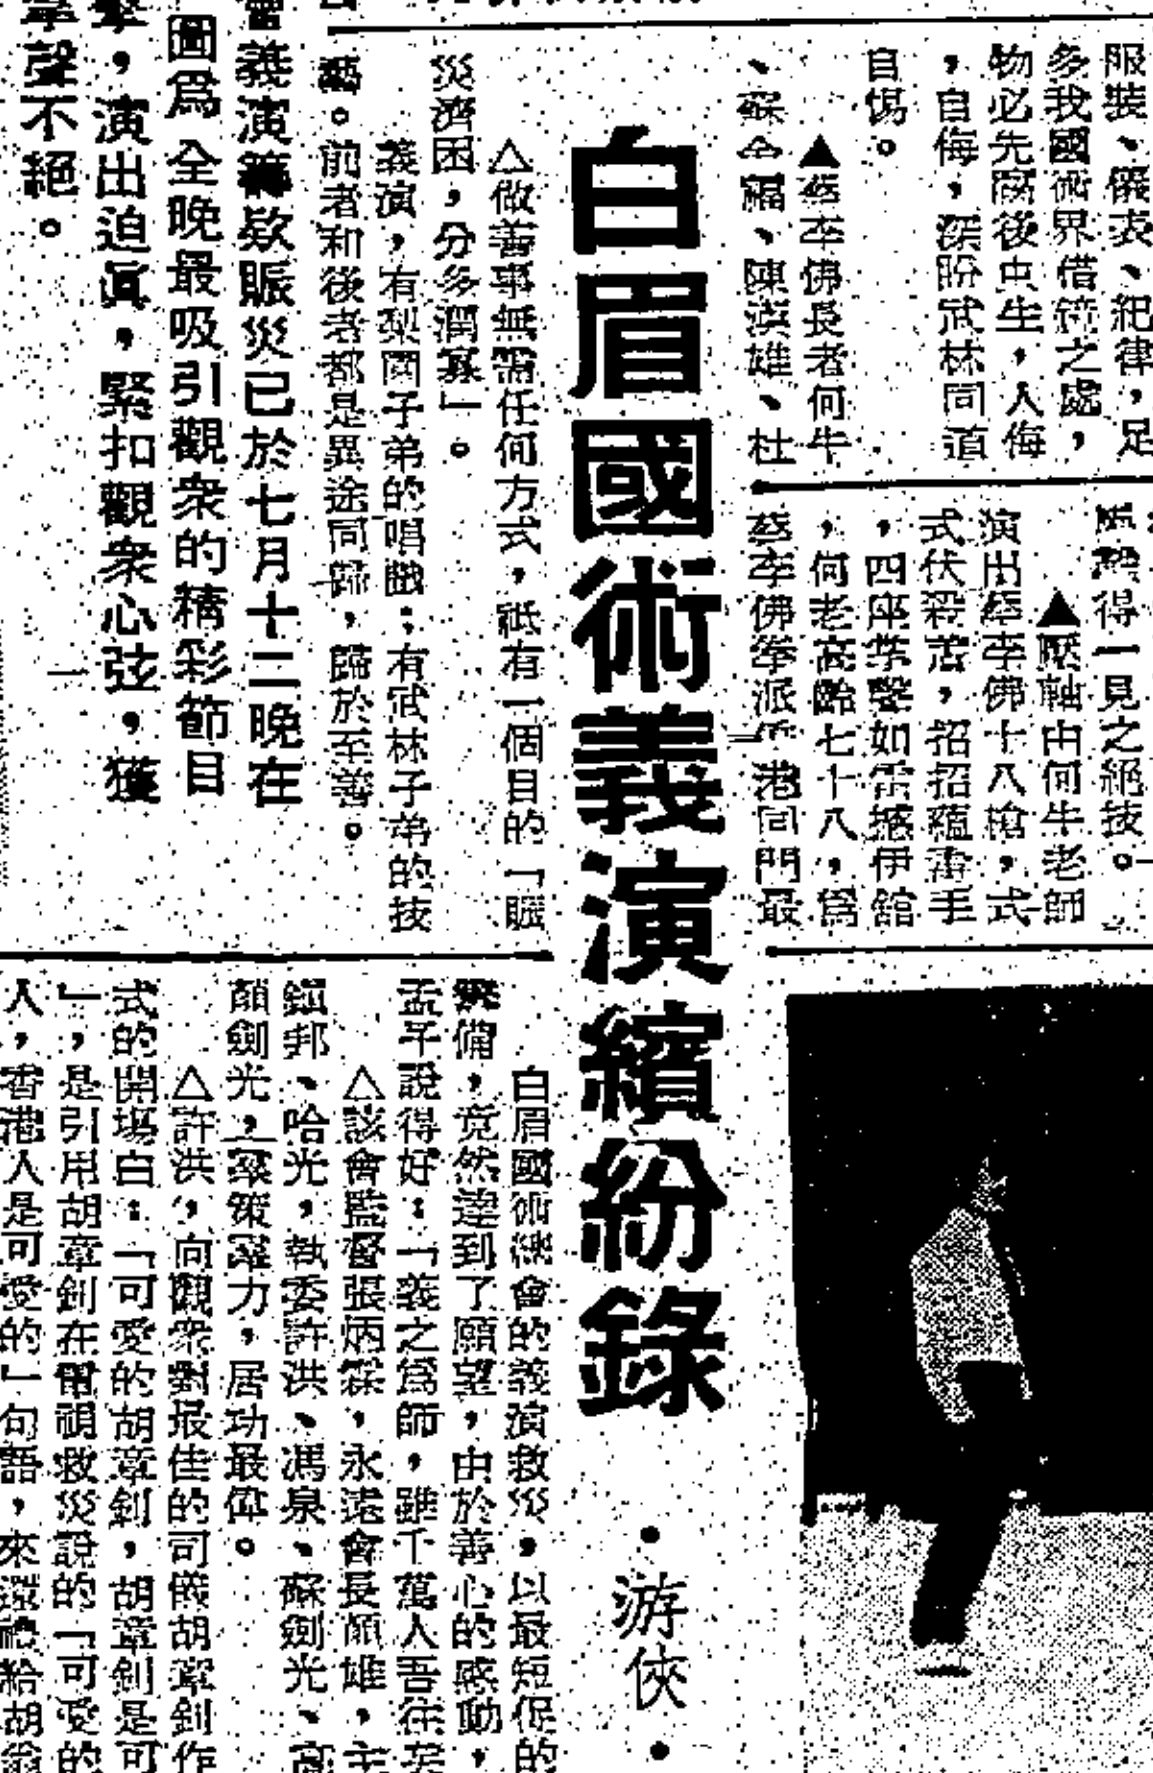 服裝、儀表、紀律，足
多我國術界借鏡之處，
物必先腐後虫生，人侮
，自侮，深盼武林同道
自惕。
▲蔡李佛長者何牛
、蘇金福、陳漢雄、杜
得一見之絕技。
▲壓軸由何牛老師
演出蔡李佛十八槍，式
式伏殺着，招招蘊畵手
，四座掌聲如雷撼伊舘
，何老高齡七十八，爲
蔡李佛拳派 港同門最
白眉國術義演繽紛錄
•游俠•
△做善事無需任何方式，祇有一個目的「賑
災濟困，分多潤寡」。
義演，有梨園子弟的唱戲；有武林子弟的技
藝。前者和後者都是異途同歸，歸於至善。
會義演籌欵賑災已於七月十二晚在
圖爲全晚最吸引觀衆的精彩節目
擊，演出迫眞，緊扣觀衆心弦，獲
掌聲不絕。
白眉國術總會的義演救災，以最短促的
籌備，竟然達到了願望，由於善心的感動，
孟子說得好：「義之爲師，雖千萬人吾往矣
△該會監督張炳霖，永遠會長顏雄，主
鎮邦、哈光，執委許洪、馮泉、蘇劍光、高
顏劍光，羣策羣力，居功最偉。
△許洪，向觀衆對最佳的司儀胡章釗作
式的開場白：「可愛的胡章釗，胡章釗是可
」，是引用胡章釗在電視救災說的「可愛的
人，香港人是可愛的」句語，來還禮給胡翁